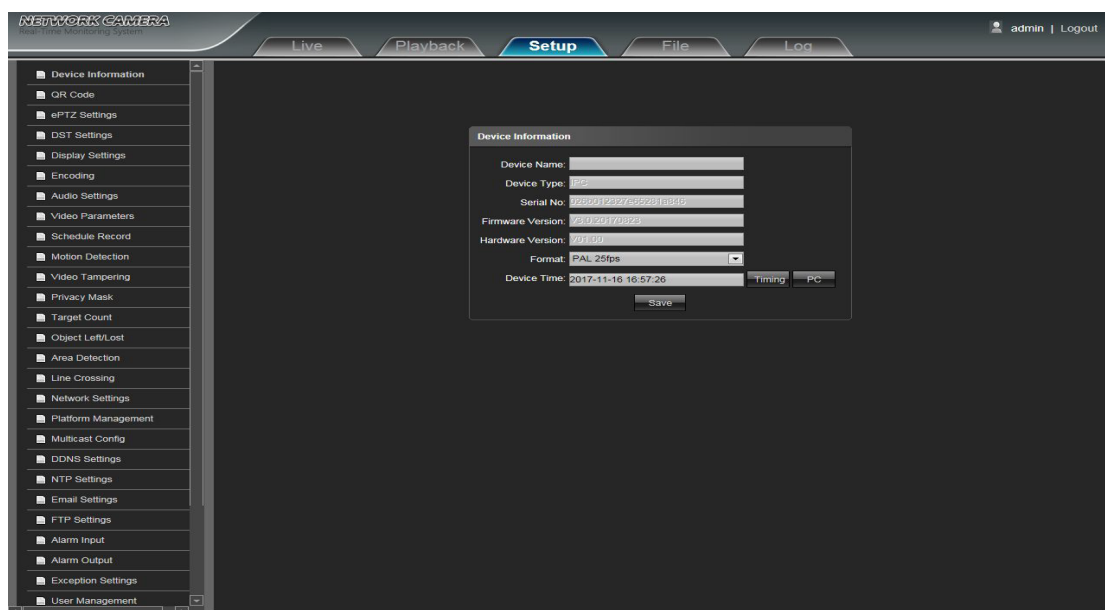 NETWORK CAMERA
Real-Time Monitoring System
admin | Logout
Live
Playback
Setup
File
Log
Device Information
QR Code
ePTZ Settings
DST Settings
Display Settings
Encoding
Audio Settings
Video Parameters
Schedule Record
Motion Detection
Video Tampering
Privacy Mask
Target Count
Object Left/Lost
Area Detection
Line Crossing
Network Settings
Platform Management
Multicast Config
DDNS Settings
NTP Settings
Email Settings
FTP Settings
Alarm Input
Alarm Output
Exception Settings
User Management
Device Information
Device Name:
Device Type: IPC
Serial No:
Firmware Version:
Hardware Version: V01.00
Format: PAL 25fps
Device Time: 2017-11-16 16:57:26 Timing PC
Save